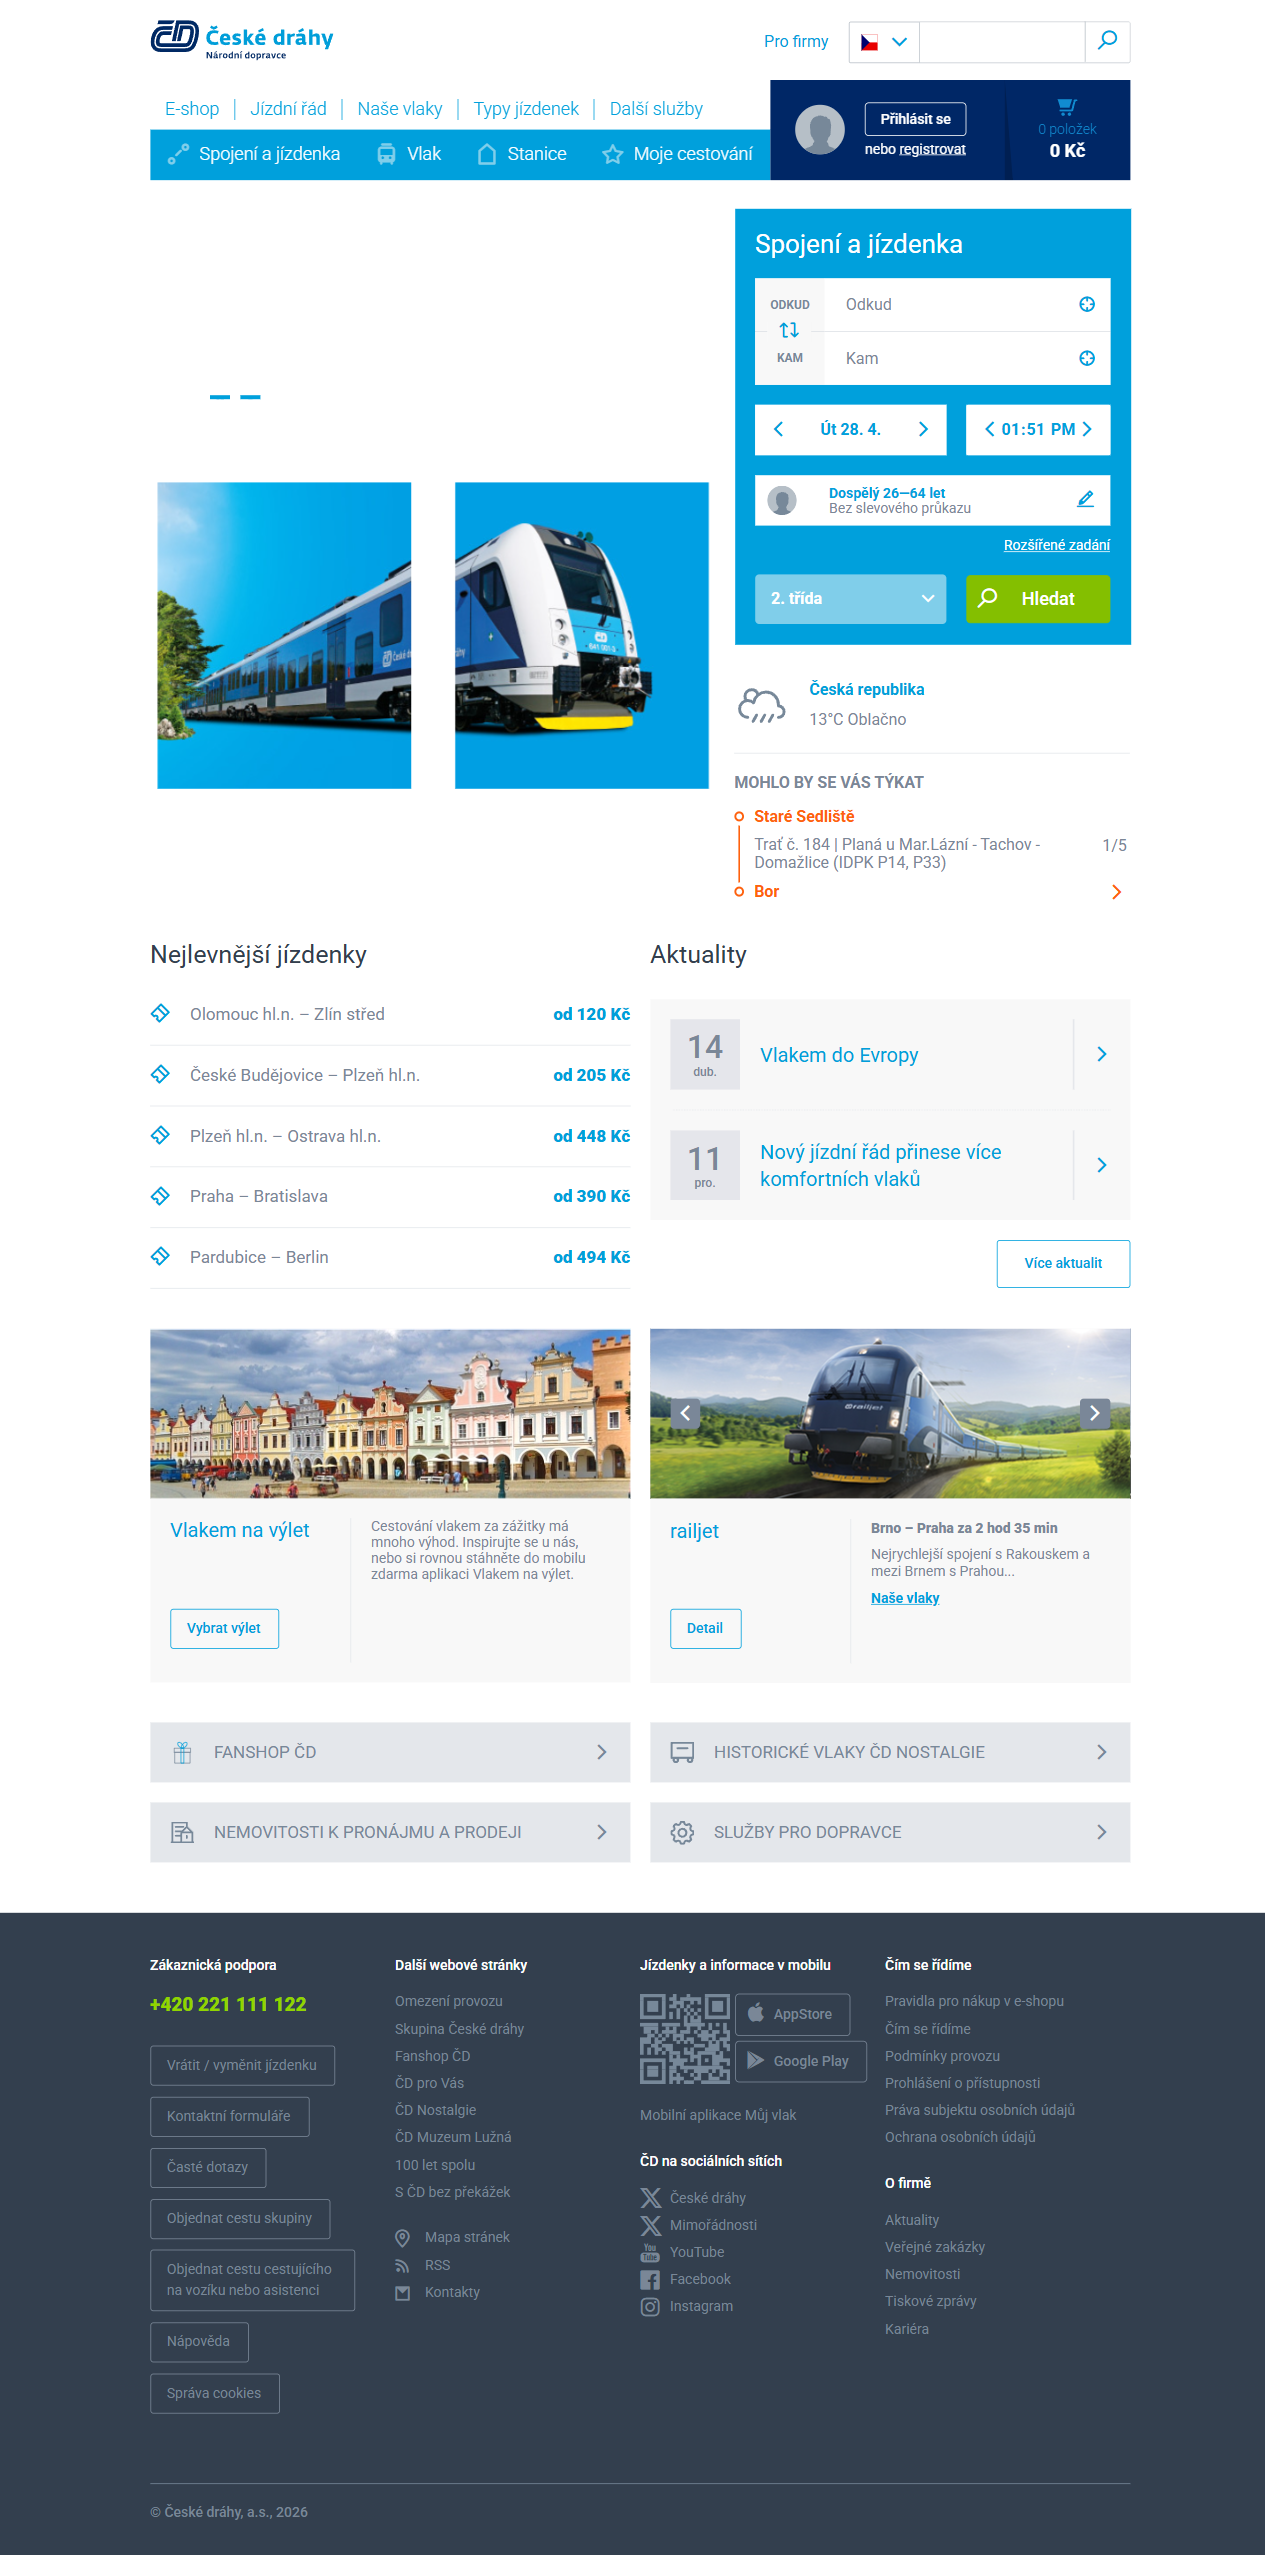 České dráhy
Národní dopravce
Pro firmy
E-shop
Jízdní řád
Naše vlaky
Typy jízdenek
Další služby
Přihlásit se
nebo registrovat
0 položek
0 Kč
Spojení a jízdenka
Vlak
Stanice
Moje cestování
Spojení a jízdenka
ODKUD
Odkud
KAM
Kam
Út 28. 4.
01:51 PM
Dospělý 26—64 let
Bez slevového průkazu
Rozšířené zadání
2. třída
Hledat
Česká republika
13°C Oblačno
MOHLO BY SE VÁS TÝKAT
Staré Sedliště
Trať č. 184 | Planá u Mar.Lázní - Tachov -
Domažlice (IDPK P14, P33)
1/5
Bor
Nejlevnější jízdenky
Olomouc hl.n. – Zlín střed
od 120 Kč
České Budějovice – Plzeň hl.n.
od 205 Kč
Plzeň hl.n. – Ostrava hl.n.
od 448 Kč
Praha – Bratislava
od 390 Kč
Pardubice – Berlin
od 494 Kč
Aktuality
14
dub.
Vlakem do Evropy
11
pro.
Nový jízdní řád přinese více
komfortních vlaků
Více aktualit
Vlakem na výlet
Cestování vlakem za zážitky má
mnoho výhod. Inspirujte se u nás,
nebo si rovnou stáhněte do mobilu
zdarma aplikaci Vlakem na výlet.
Vybrat výlet
railjet
railjet
Brno – Praha za 2 hod 35 min
Nejrychlejší spojení s Rakouskem a
mezi Brnem s Prahou...
Naše vlaky
Detail
FANSHOP ČD
HISTORICKÉ VLAKY ČD NOSTALGIE
NEMOVITOSTI K PRONÁJMU A PRODEJI
SLUŽBY PRO DOPRAVCE
Zákaznická podpora
+420 221 111 122
Vrátit / vyměnit jízdenku
Kontaktní formuláře
Časté dotazy
Objednat cestu skupiny
Objednat cestu cestujícího
na vozíku nebo asistenci
Nápověda
Správa cookies
Další webové stránky
Omezení provozu
Skupina České dráhy
Fanshop ČD
ČD pro Vás
ČD Nostalgie
ČD Muzeum Lužná
100 let spolu
S ČD bez překážek
Mapa stránek
RSS
Kontakty
Jízdenky a informace v mobilu
AppStore
Google Play
Mobilní aplikace Můj vlak
ČD na sociálních sítích
České dráhy
Mimořádnosti
YouTube
Facebook
Instagram
Čím se řídíme
Pravidla pro nákup v e-shopu
Čím se řídíme
Podmínky provozu
Prohlášení o přístupnosti
Práva subjektu osobních údajů
Ochrana osobních údajů
O firmě
Aktuality
Veřejné zakázky
Nemovitosti
Tiskové zprávy
Kariéra
© České dráhy, a.s., 2026